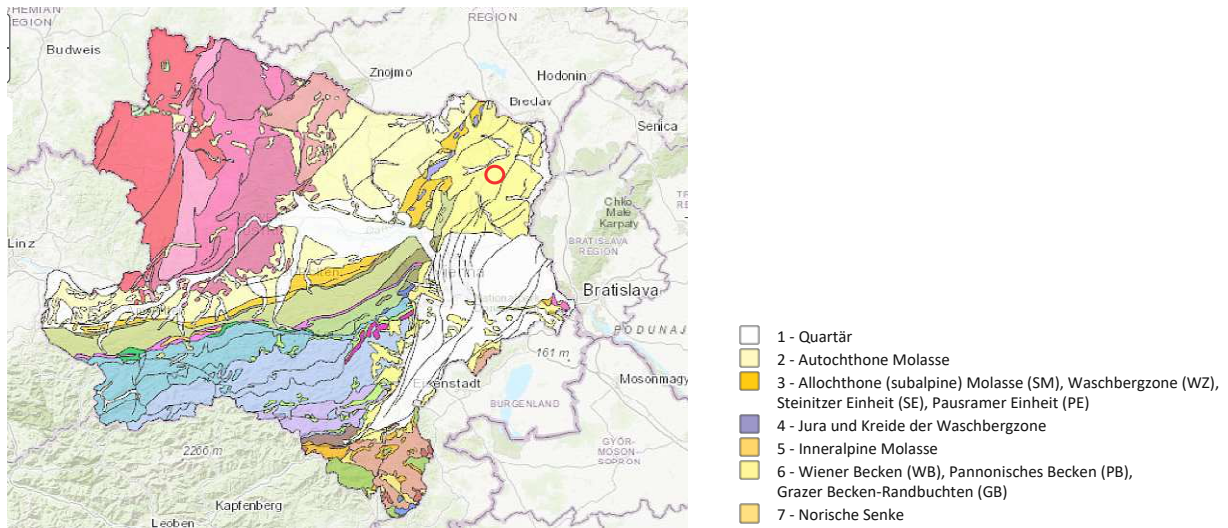 REGION
REGION
Budweis
Znojmo
Hodonin
Breclav
Senica
Chko
Male
Karpaty
Linz
BRATISLAVA
REGION
Bratislava
161 m
Eisenstadt
Mosonmagy
BURGENLAND
2266 m
GYŐR-
MOSON-
SOPRON
Kapfenberg
Leoben
1 - Quartär
2 - Autochthone Molasse
3 - Allochthone (subalpine) Molasse (SM), Waschbergzone (WZ),
Steinitzer Einheit (SE), Pausramer Einheit (PE)
4 - Jura und Kreide der Waschbergzone
5 - Inneralpine Molasse
6 - Wiener Becken (WB), Pannonisches Becken (PB),
Grazer Becken-Randbuchten (GB)
7 - Norische Senke